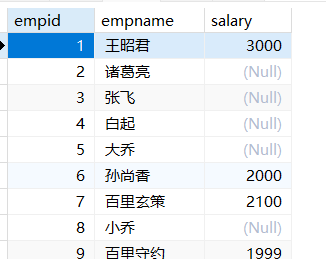 empid empname salary
1 王昭君 3000
2 诸葛亮 (Null)
3 张飞 (Null)
4 白起 (Null)
5 大乔 (Null)
6 孙尚香 2000
7 百里玄策 2100
8 小乔 (Null)
9 百里守约 1999